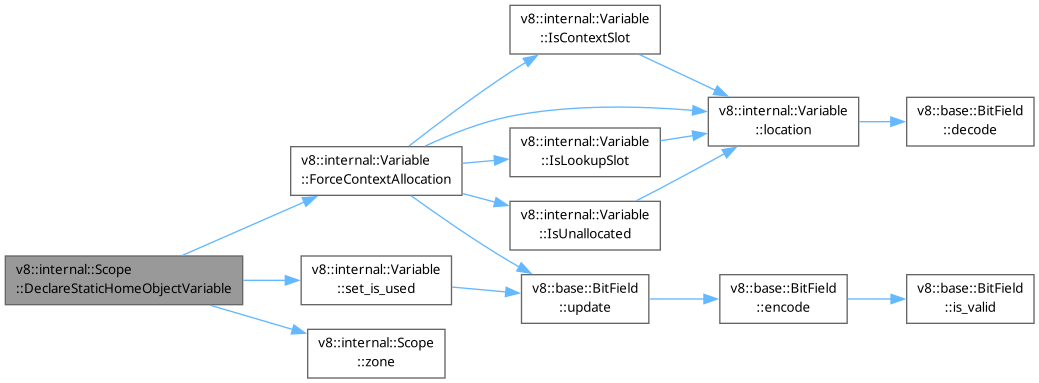 v8::internal::Scope
::DeclareStaticHomeObjectVariable
v8::internal::Variable
::ForceContextAllocation
v8::internal::Variable
::set_is_used
v8::internal::Scope
::zone
v8::internal::Variable
::IsContextSlot
v8::internal::Variable
::IsLookupSlot
v8::internal::Variable
::IsUnallocated
v8::base::BitField
::update
v8::internal::Variable
::location
v8::base::BitField
::encode
v8::base::BitField
::decode
v8::base::BitField
::is_valid